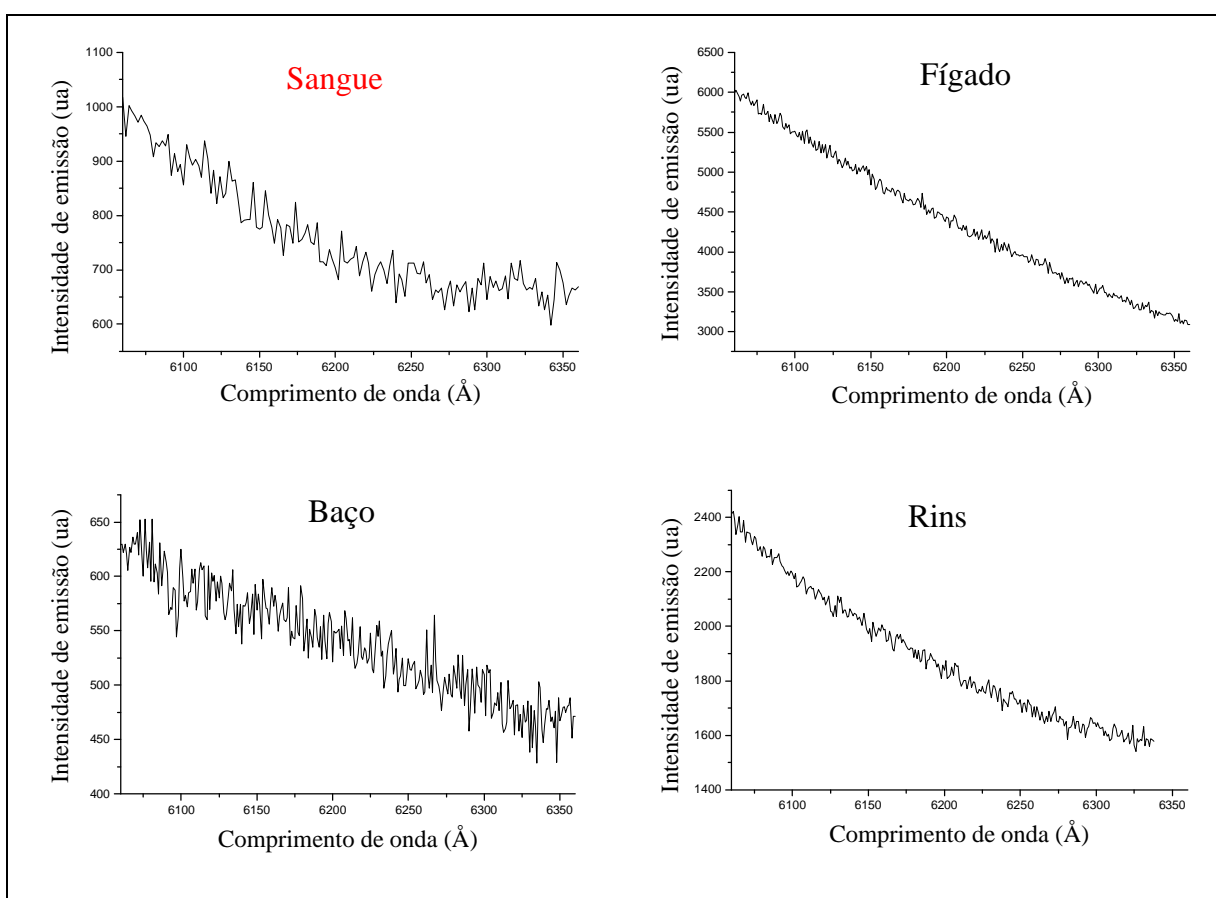 Sangue
Intensidade de emissão (ua)
1100
1000
900
800
700
600
6100 6150 6200 6250 6300 6350
Comprimento de onda (Å)
Fígado
Intensidade de emissão (ua)
6500
6000
5500
5000
4500
4000
3500
3000
6100 6150 6200 6250 6300 6350
Comprimento de onda (Å)
Baço
Intensidade de emissão (ua)
650
600
550
500
450
400
6100 6150 6200 6250 6300 6350
Comprimento de onda (Å)
Rins
Intensidade de emissão (ua)
2400
2200
2000
1800
1600
1400
6100 6150 6200 6250 6300 6350
Comprimento de onda (Å)